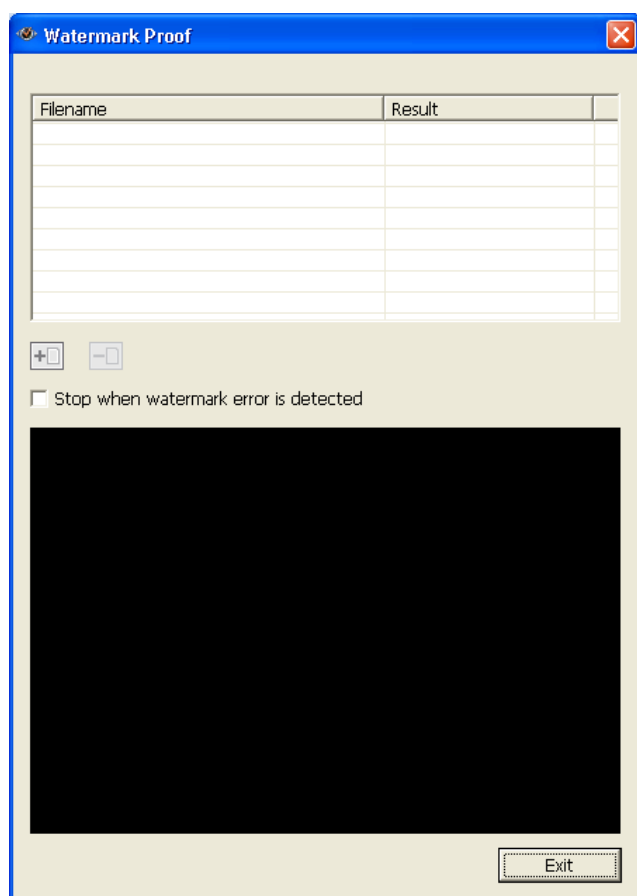 Watermark Proof
Filename Result
Stop when watermark error is detected
Exit